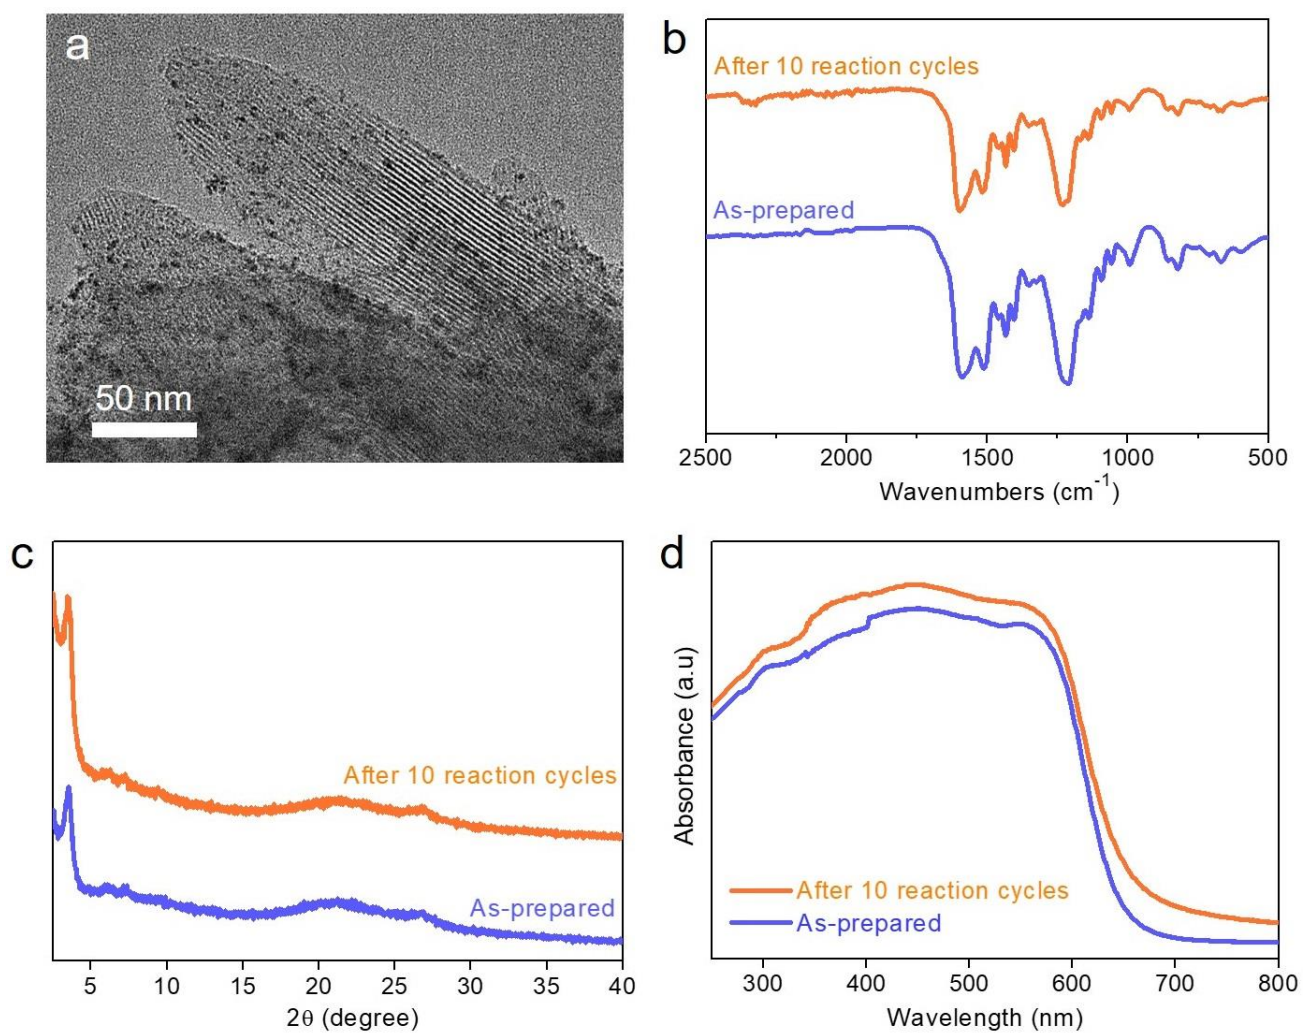 a
50 nm
b
After 10 reaction cycles
As-prepared
2500
2000
1500
1000
500
Wavenumbers (cm⁻¹)
c
After 10 reaction cycles
As-prepared
5
10
15
20
25
30
35
40
2θ (degree)
d
Absorbance (a.u)
After 10 reaction cycles
As-prepared
300
400
500
600
700
800
Wavelength (nm)